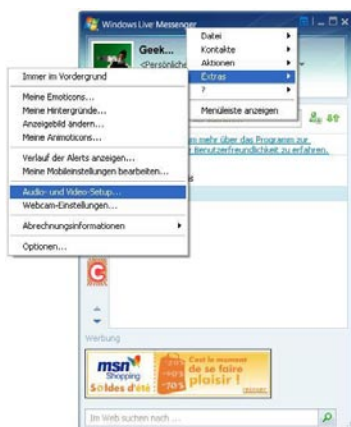 Windows Live Messenger
Geek...
<Persönliche
Datei
Kontakte
Aktionen
Extras
?
Menüleiste anzeigen
Immer im Vordergrund
Meine Emoticons...
Meine Hintergründe...
Anzeigebild ändern...
Meine Animoticons...
Verlauf der Alerts anzeigen...
Meine Mobileinstellungen bearbeiten...
Audio- und Video-Setup...
Webcam-Einstellungen...
Abrechnungsinformationen
Optionen...
mehr über das Programm zur
Benutzerfreundlichkeit zu erfahren.
Werbung
msn
Shopping
Soldes d'été
-70%
C'est le moment
de se faire
plaisir !
Im Web suchen nach ...